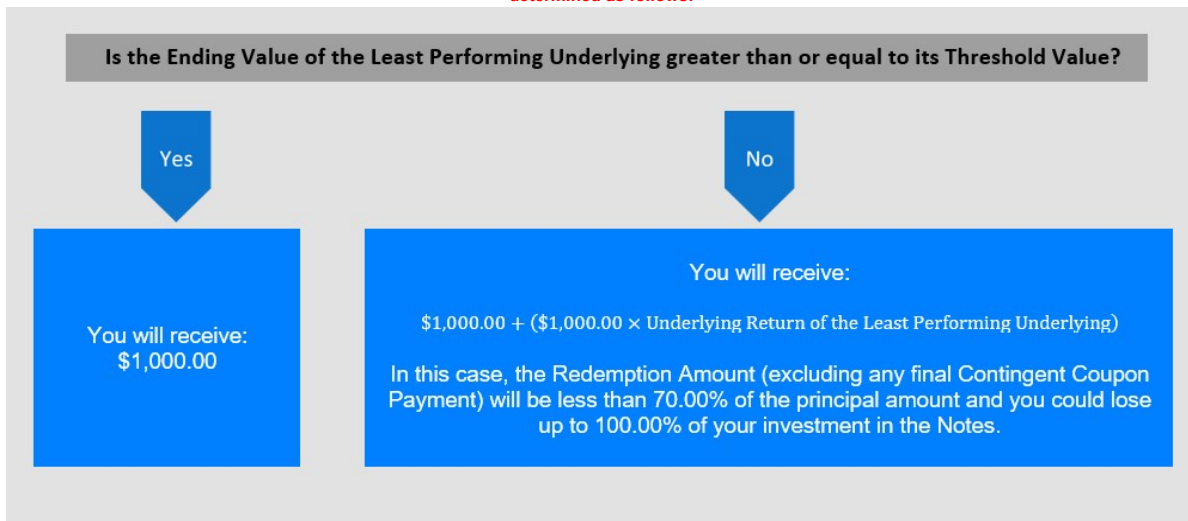 Is the Ending Value of the Least Performing Underlying greater than or equal to its Threshold Value?
Yes
No
You will receive:
$1,000.00
You will receive:
$1,000.00 + ($1,000.00 × Underlying Return of the Least Performing Underlying)
In this case, the Redemption Amount (excluding any final Contingent Coupon
Payment) will be less than 70.00% of the principal amount and you could lose
up to 100.00% of your investment in the Notes.